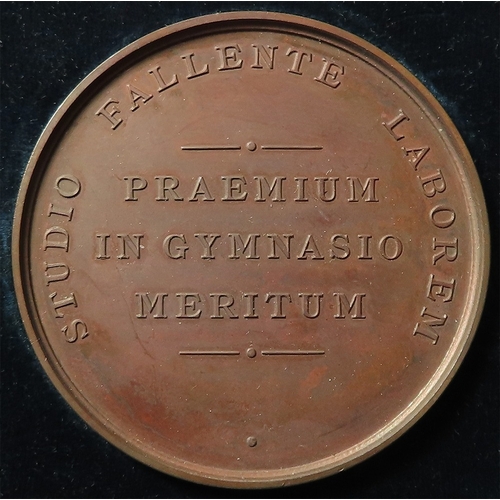 STUDIO FALLENTE LABOREM
PRAEMIUM
IN GYMNASIO
MERITUM